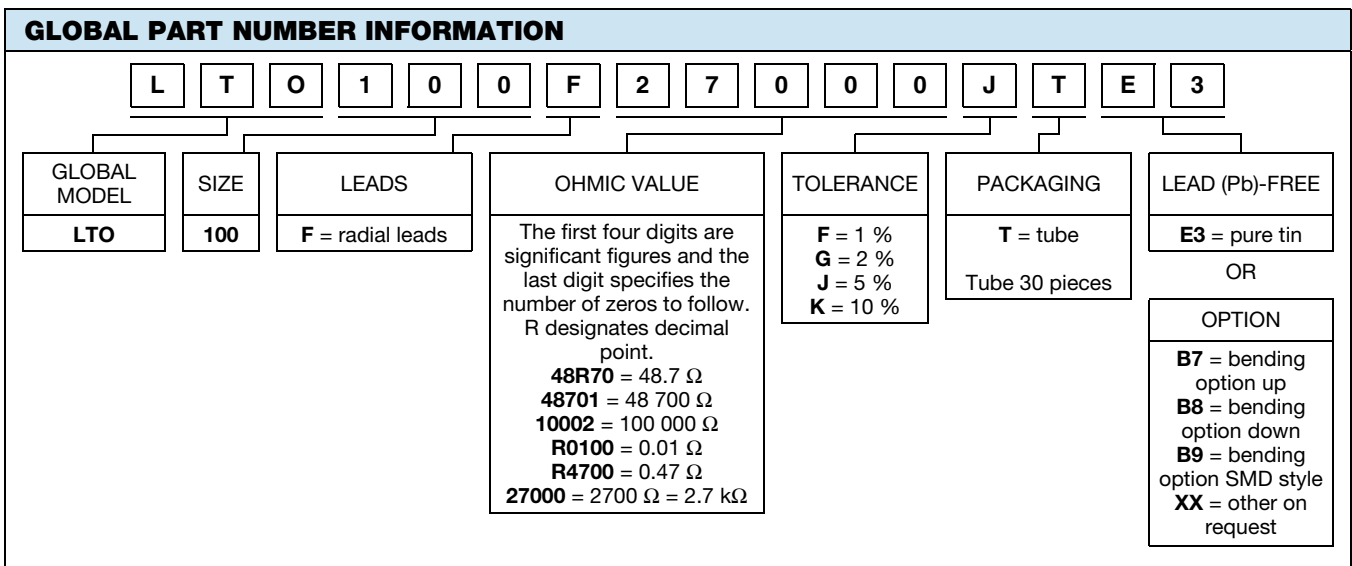 GLOBAL PART NUMBER INFORMATION
L T O 1 0 0 F 2 7 0 0 0 J T E 3
GLOBAL
MODEL
LTO
SIZE
100
LEADS
F = radial leads
OHMIC VALUE
The first four digits are
significant figures and the
last digit specifies the
number of zeros to follow.
R designates decimal
point.
48R70 = 48.7 Ω
48701 = 48 700 Ω
10002 = 100 000 Ω
R0100 = 0.01 Ω
R4700 = 0.47 Ω
27000 = 2700 Ω = 2.7 kΩ
TOLERANCE
F = 1 %
G = 2 %
J = 5 %
K = 10 %
PACKAGING
T = tube
Tube 30 pieces
LEAD (Pb)-FREE
E3 = pure tin
OR
OPTION
B7 = bending
option up
B8 = bending
option down
B9 = bending
option SMD style
XX = other on
request